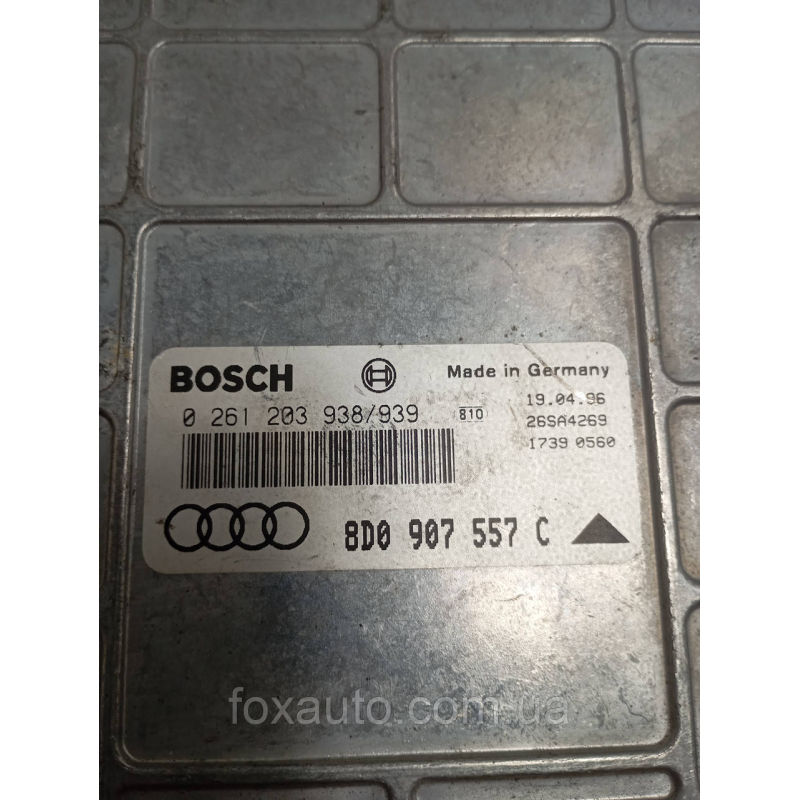 BOSCH
Made in Germany
0 261 203 938/939
810
19.04.96
26SA4269
1739 0560
8D0 907 557 C
foxauto.com.ua